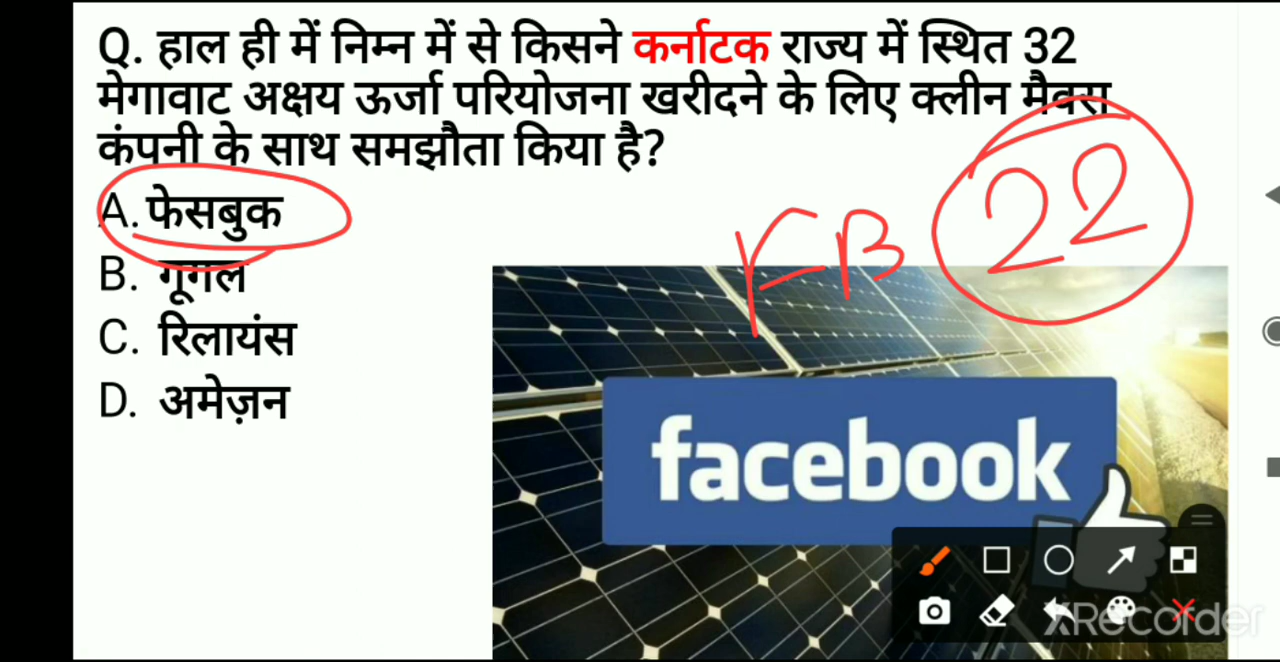 Q. हाल ही में निम्न में से किसने कर्नाटक राज्य में स्थित 32
मेगावाट अक्षय ऊर्जा परियोजना खरीदने के लिए क्लीन मैक्स
कंपनी के साथ समझौता किया है?
A. फेसबुक
B. गूगल
C. रिलायंस
D. अमेज़न
FB 22
facebook
XRecorder